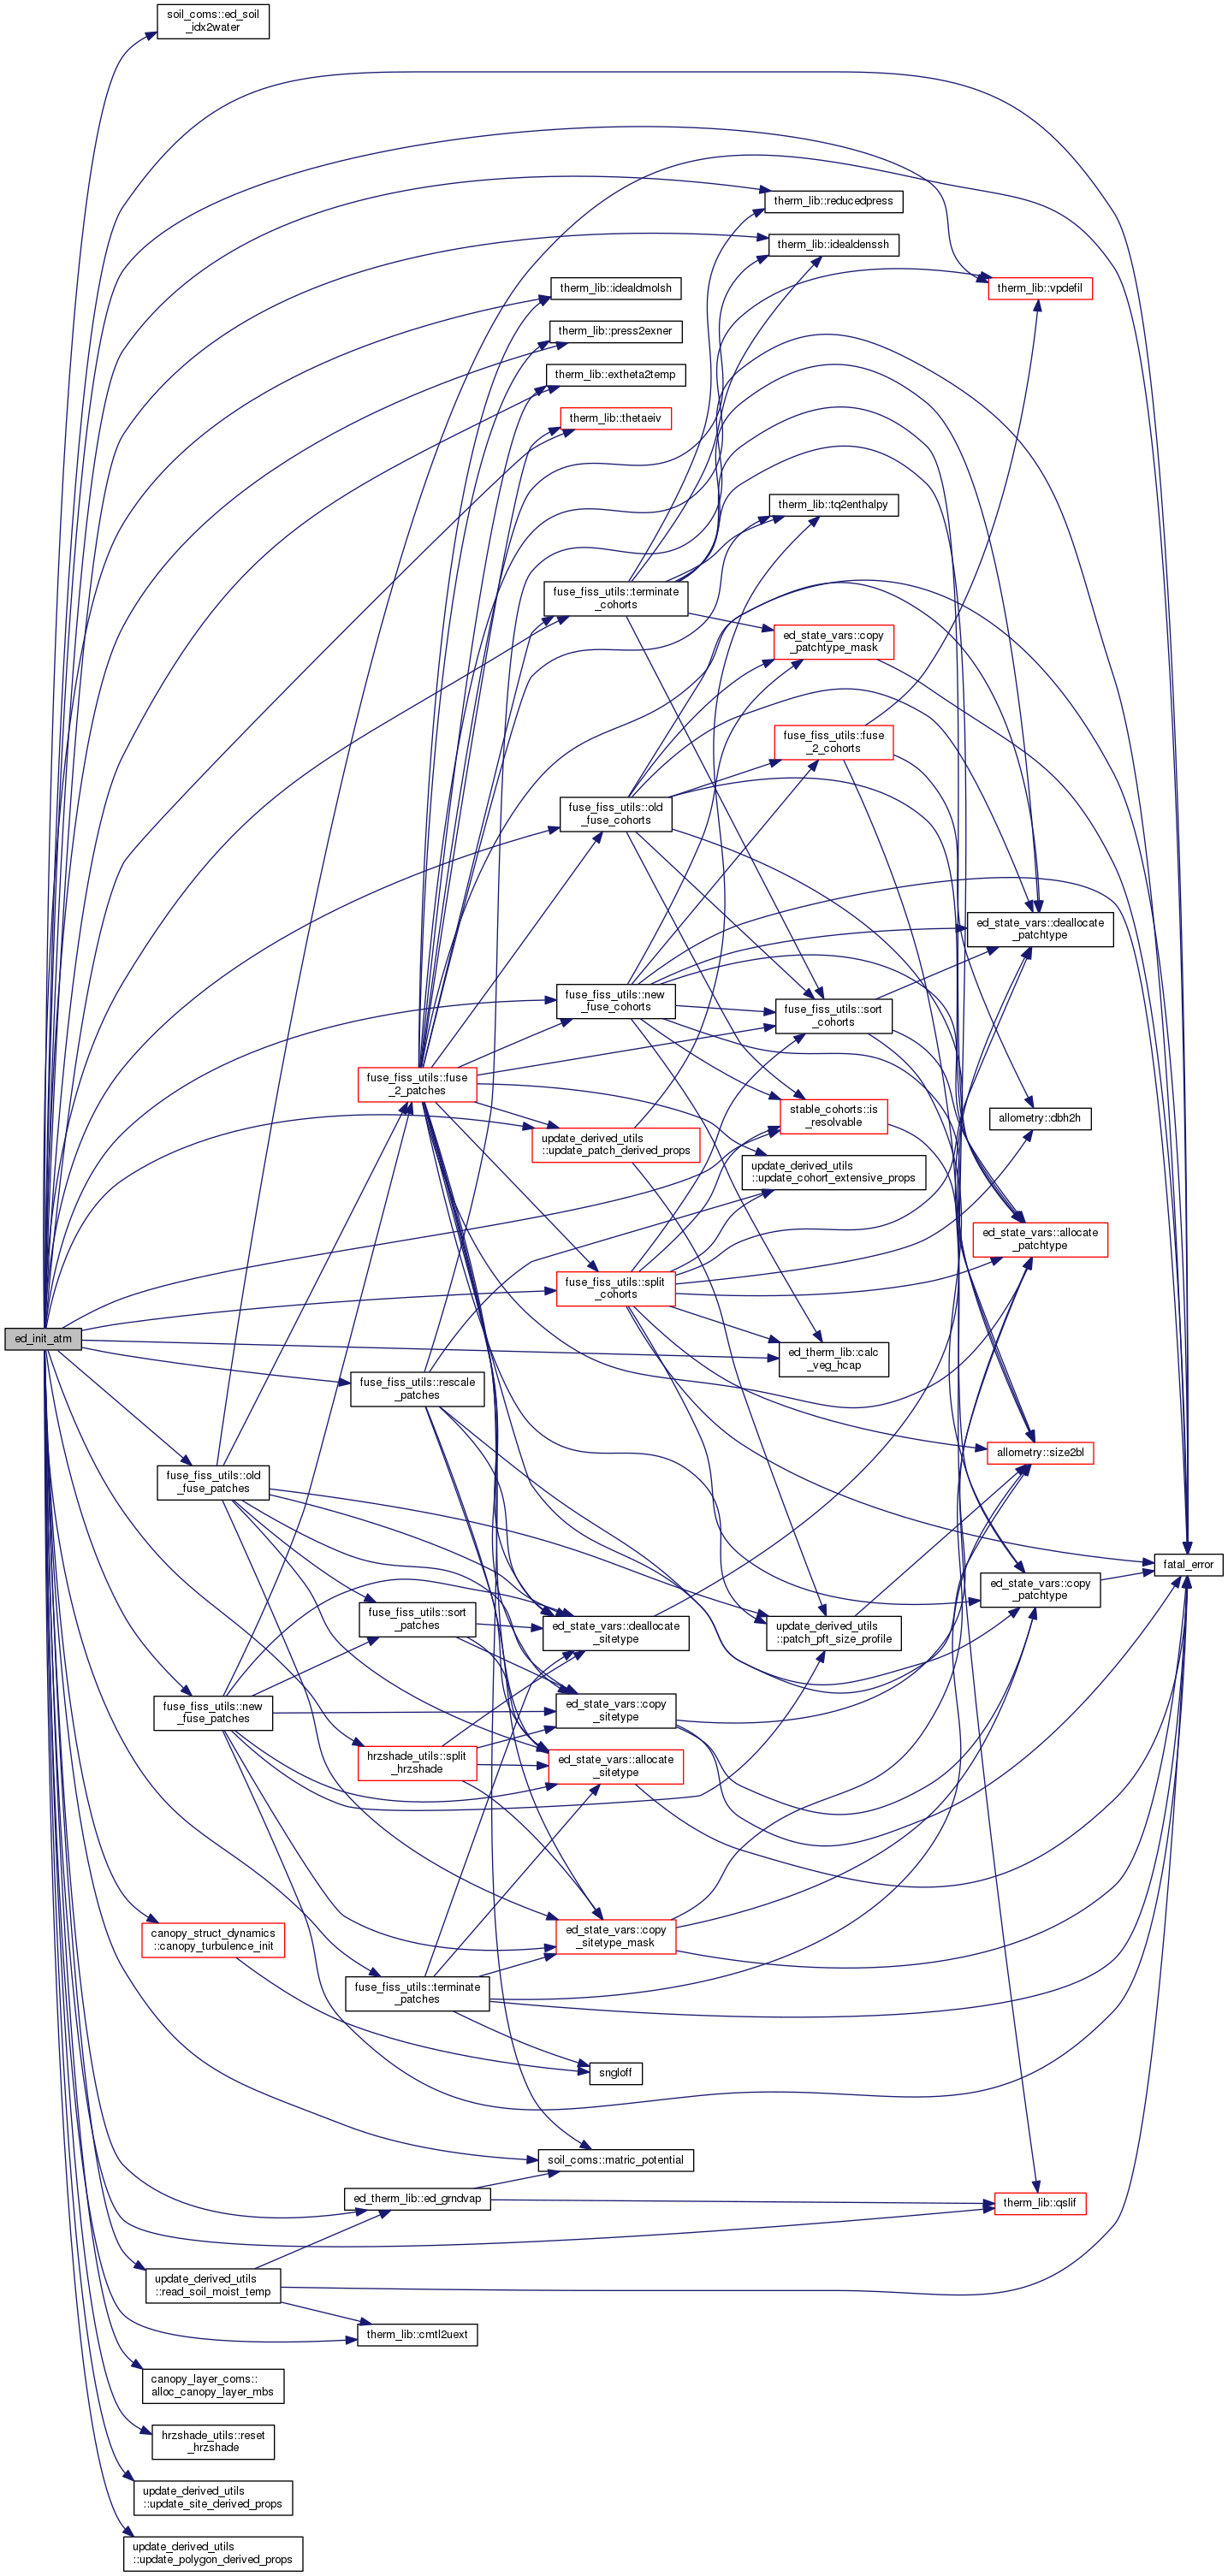 soil_coms::ed_soil
_idx2water
therm_lib::reducedpress
therm_lib::idealdenssh
therm_lib::idealdmolsh
therm_lib::vpdefil
therm_lib::press2exner
therm_lib::extheta2temp
therm_lib::thetaeiv
therm_lib::tq2enthalpy
fuse_fiss_utils::terminate
_cohorts
ed_state_vars::copy
_patchtype_mask
fuse_fiss_utils::fuse
_2_cohorts
fuse_fiss_utils::old
_fuse_cohorts
ed_state_vars::deallocate
_patchtype
fuse_fiss_utils::new
_fuse_cohorts
fuse_fiss_utils::sort
_cohorts
fuse_fiss_utils::fuse
_2_patches
stable_cohorts::is
_resolvable
allometry::dbh2h
update_derived_utils
::update_patch_derived_props
update_derived_utils
::update_cohort_extensive_props
ed_state_vars::allocate
_patchtype
fuse_fiss_utils::split
_cohorts
ed_init_atm
ed_therm_lib::calc
_veg_hcap
fuse_fiss_utils::rescale
_patches
allometry::size2bl
fuse_fiss_utils::old
_fuse_patches
fatal_error
ed_state_vars::copy
_patchtype
fuse_fiss_utils::sort
_patches
ed_state_vars::deallocate
_sitetype
update_derived_utils
::patch_pft_size_profile
fuse_fiss_utils::new
_fuse_patches
ed_state_vars::copy
_sitetype
hrzshade_utils::split
_hrzshade
ed_state_vars::allocate
_sitetype
canopy_struct_dynamics
::canopy_turbulence_init
ed_state_vars::copy
_sitetype_mask
fuse_fiss_utils::terminate
_patches
sngloff
soil_coms::matric_potential
ed_therm_lib::ed_grndvap
therm_lib::qslif
update_derived_utils
::read_soil_moist_temp
therm_lib::cmtl2uext
canopy_layer_coms::
alloc_canopy_layer_mbs
hrzshade_utils::reset
_hrzshade
update_derived_utils
::update_site_derived_props
update_derived_utils
::update_polygon_derived_props